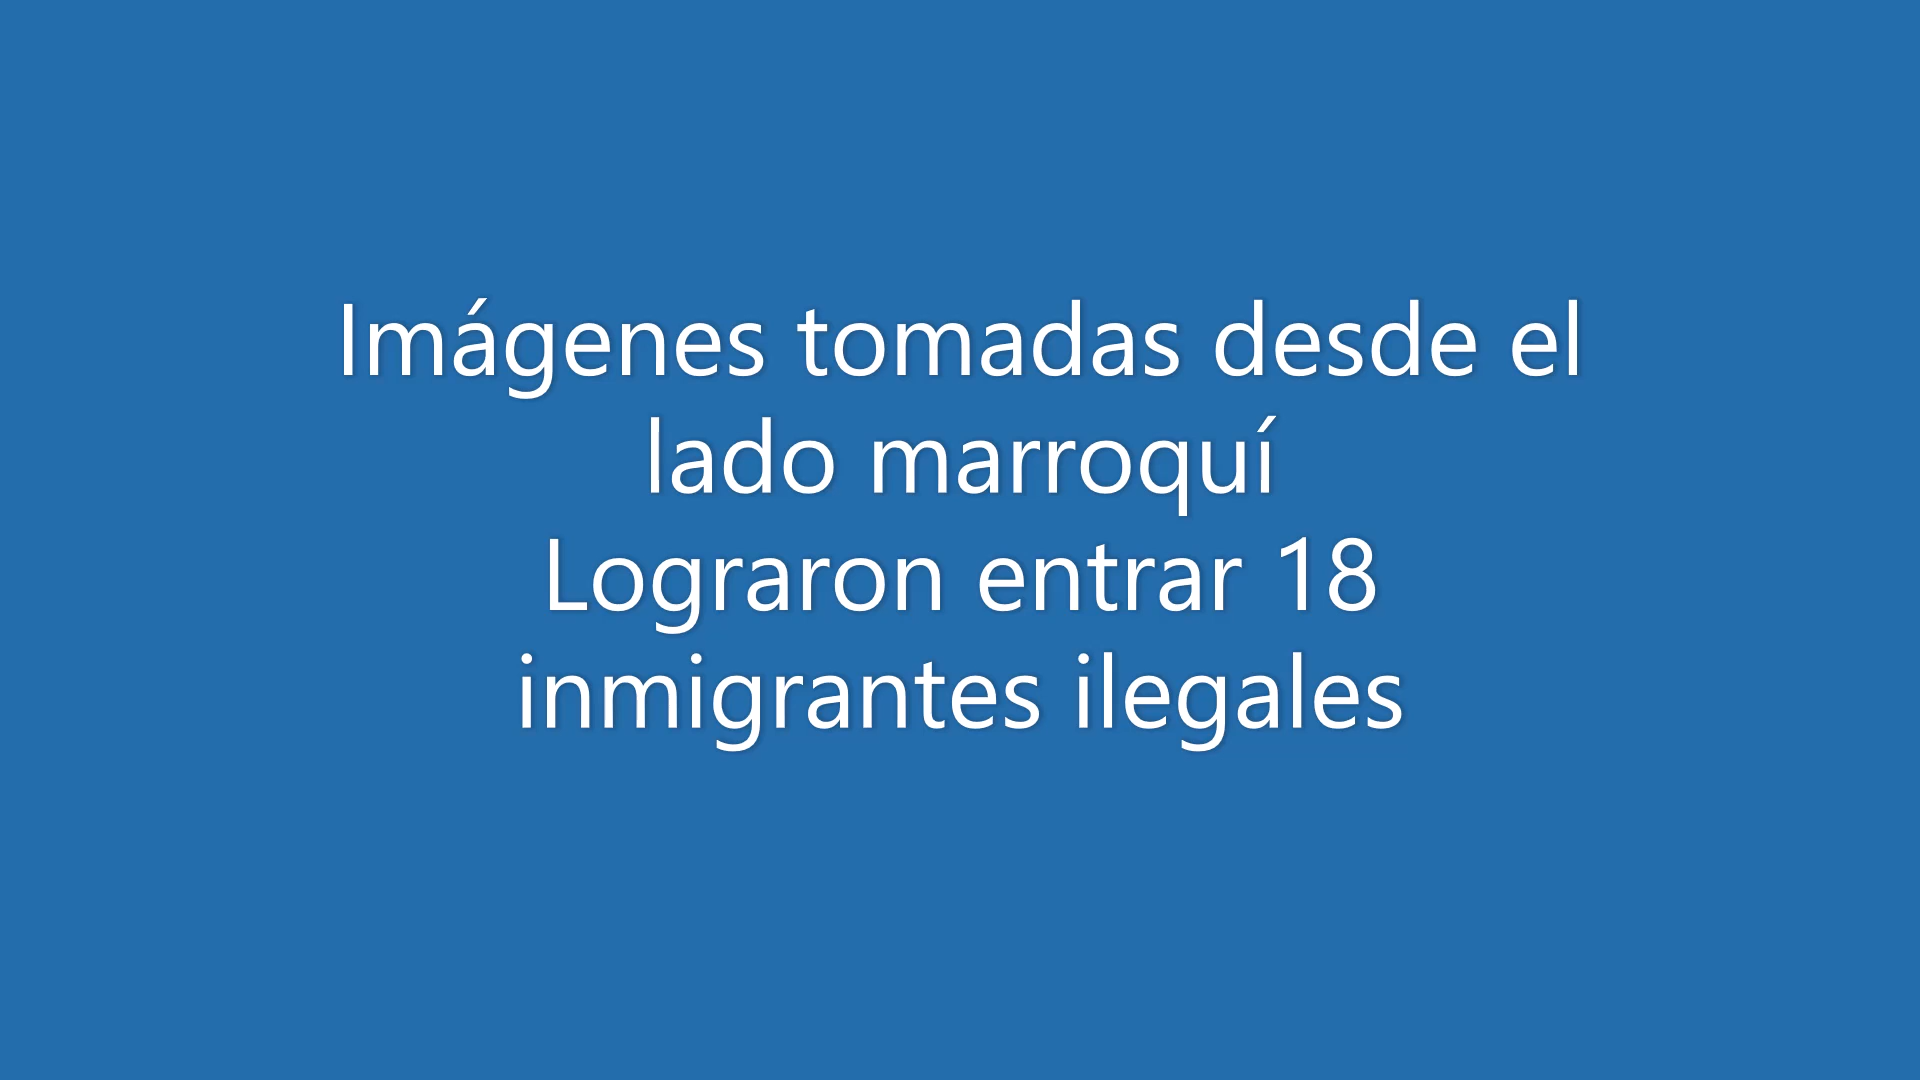 Imágenes tomadas desde el
lado marroquí
Lograron entrar 18
inmigrantes ilegales